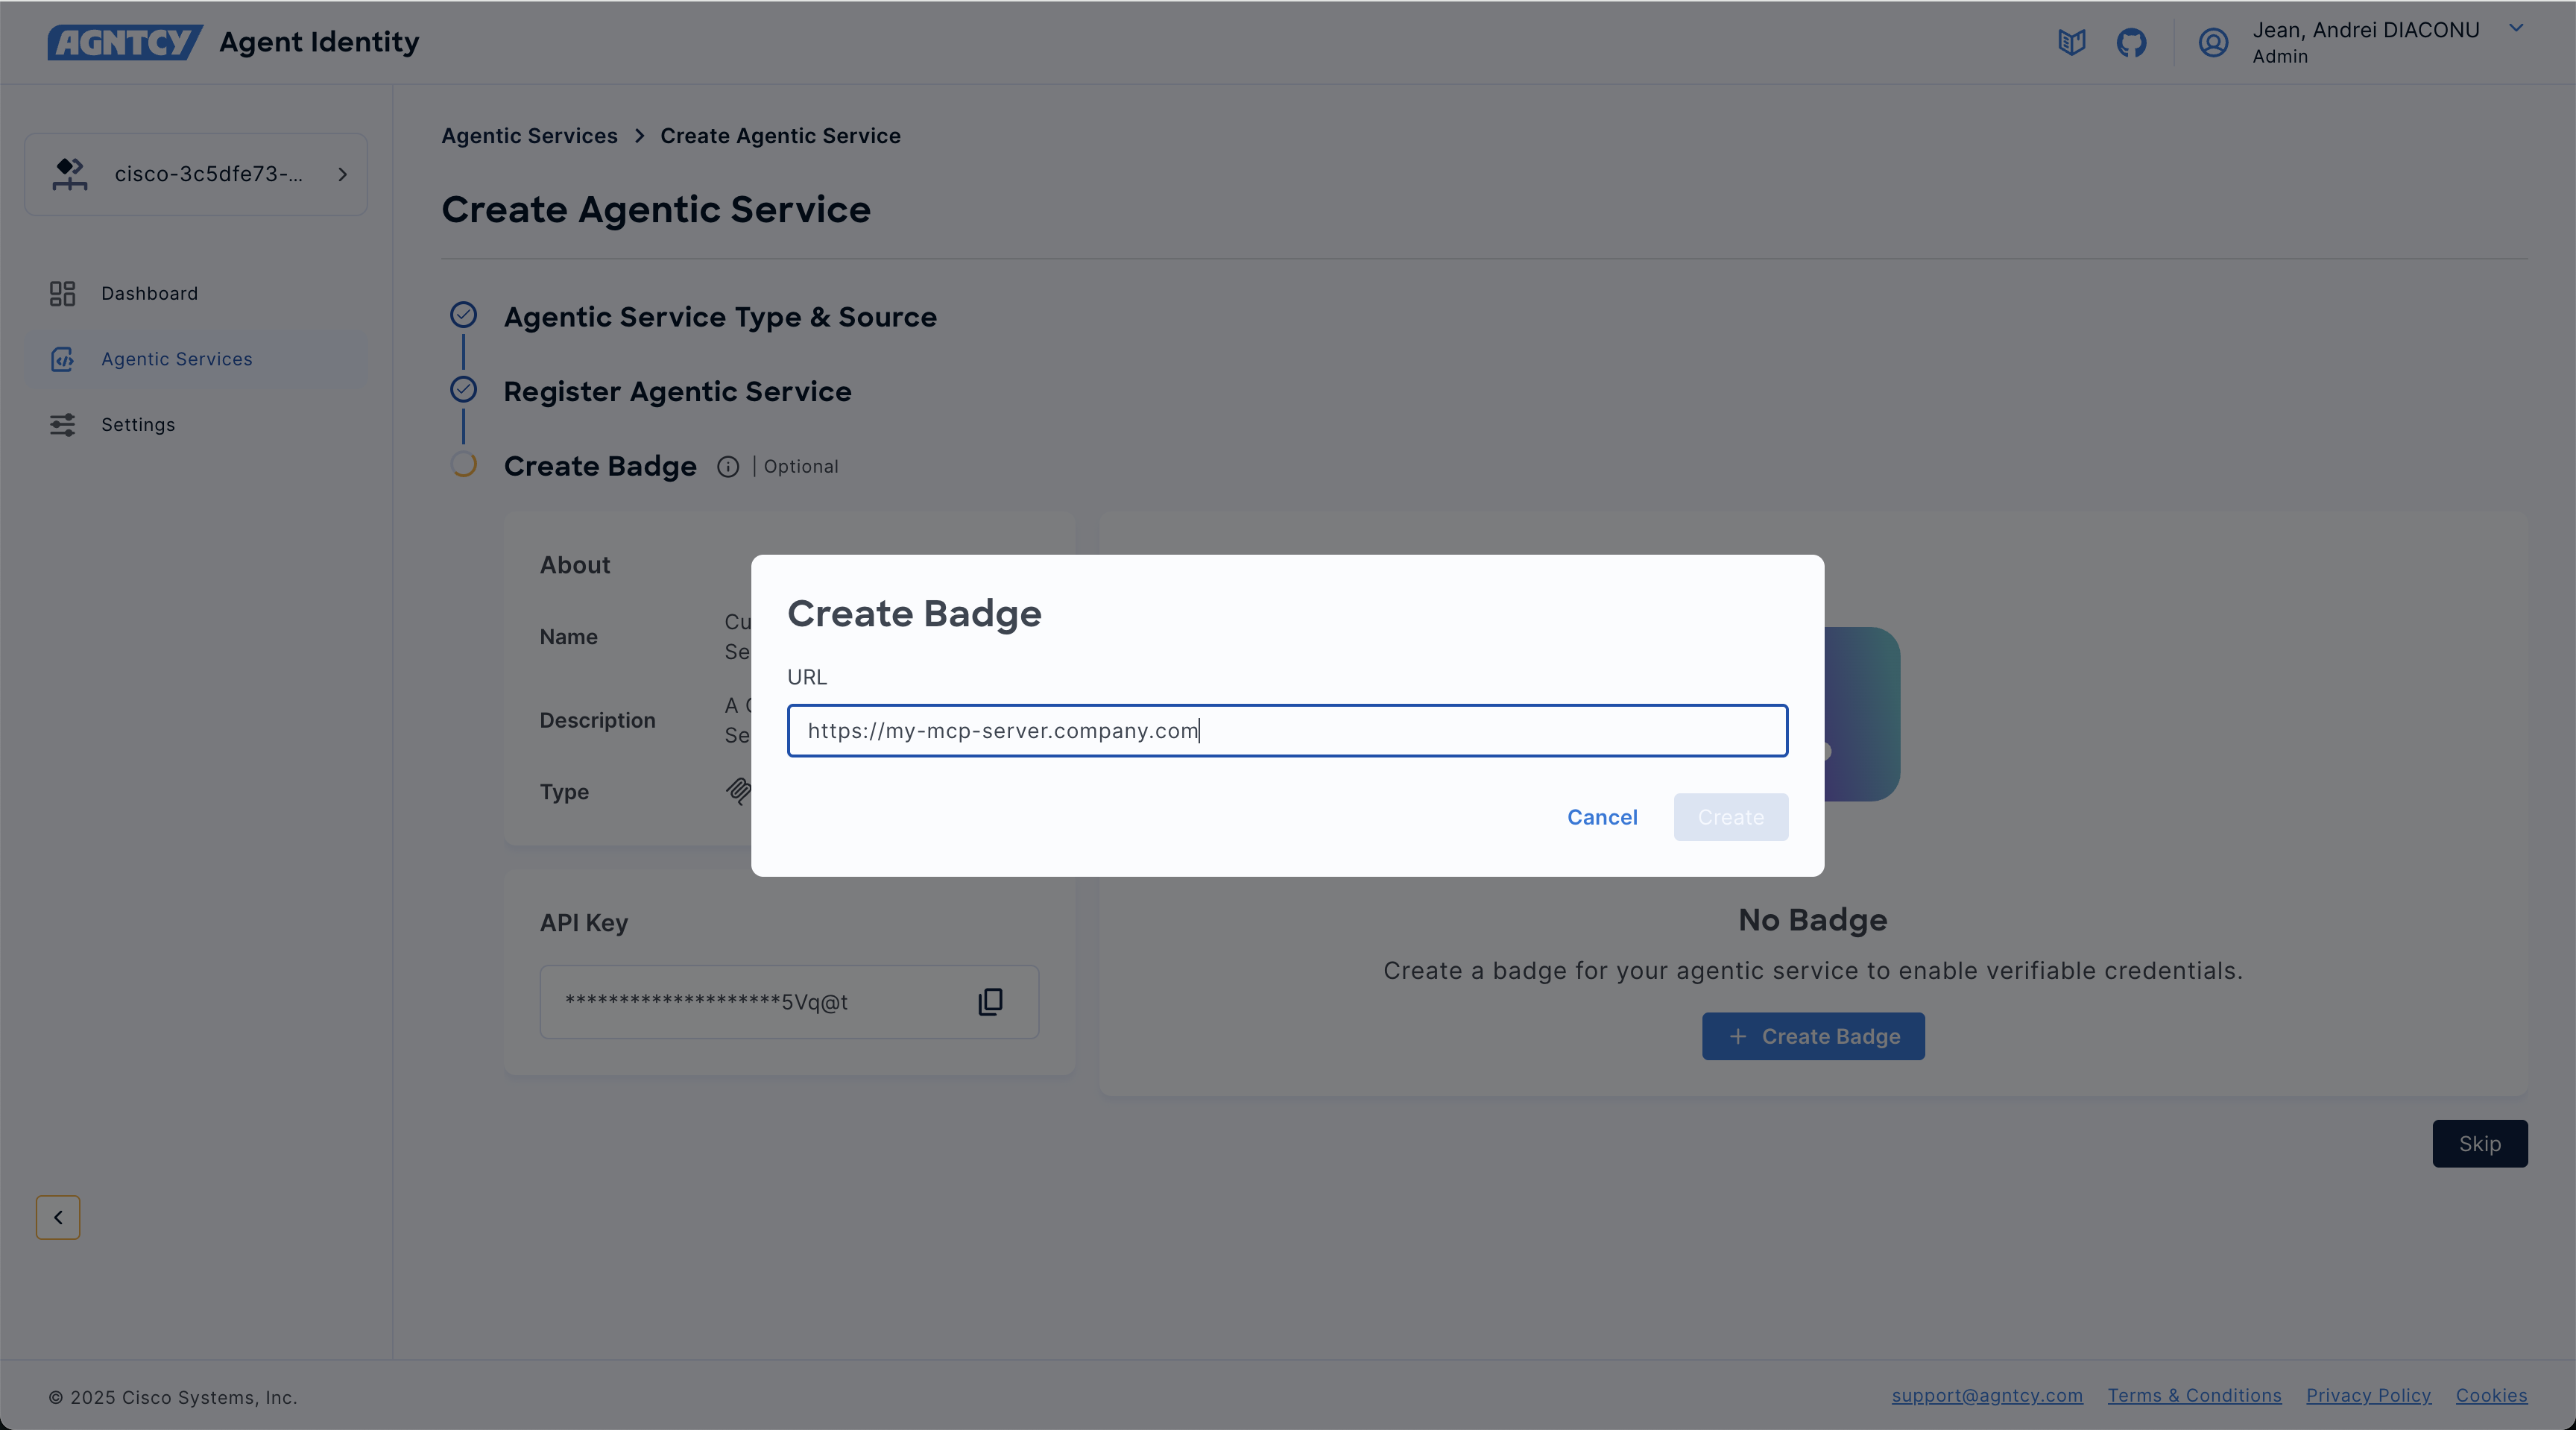 AGNTCY Agent Identity
Jean, Andrei DIACONU
Admin
cisco-3c5dfe73-...
Dashboard
Agentic Services
Settings
Agentic Services > Create Agentic Service
Create Agentic Service
Agentic Service Type & Source
Register Agentic Service
Create Badge | Optional
About
Name
Cu
Se
Description
A
Se
Type
Create Badge
URL
https://my-mcp-server.company.com
Cancel
Create
API Key
********************5Vq@t
No Badge
Create a badge for your agentic service to enable verifiable credentials.
+ Create Badge
Skip
© 2025 Cisco Systems, Inc.
support@agntcy.com Terms & Conditions Privacy Policy Cookies